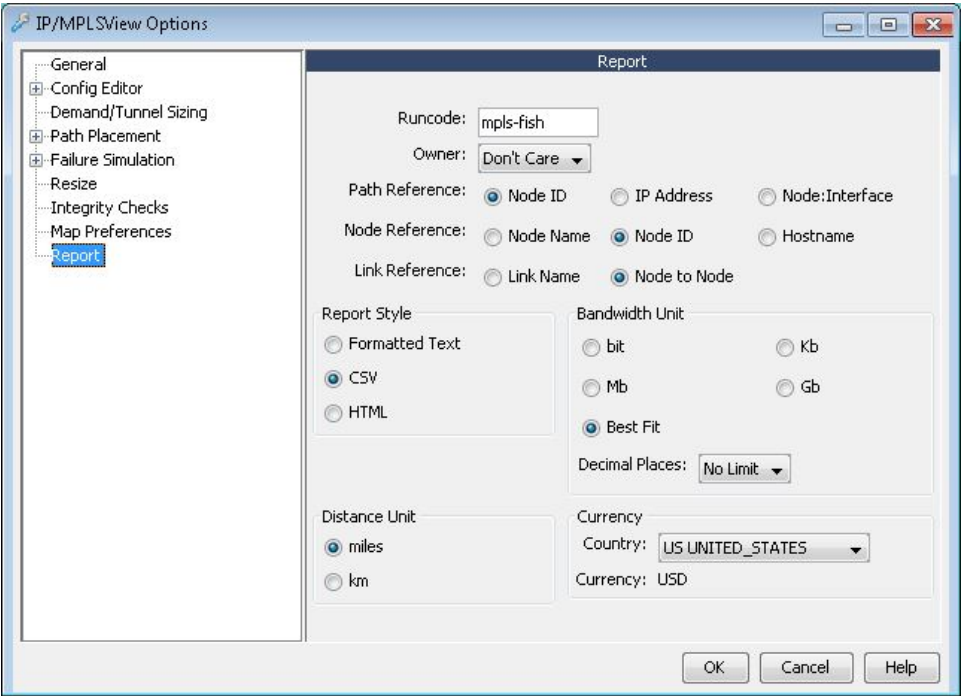 IP/MPLSView Options
General
Config Editor
Demand/Tunnel Sizing
Path Placement
Failure Simulation
Resize
Integrity Checks
Map Preferences
Report
Report
Runcode: mpls-fish
Owner: Don't Care
Path Reference: Node ID IP Address Node:Interface
Node Reference: Node Name Node ID Hostname
Link Reference: Link Name Node to Node
Report Style
Formatted Text
CSV
HTML
Bandwidth Unit
bit Kb
Mb Gb
Best Fit
Decimal Places: No Limit
Distance Unit
miles
km
Currency
Country: US UNITED_STATES
Currency: USD
OK Cancel Help